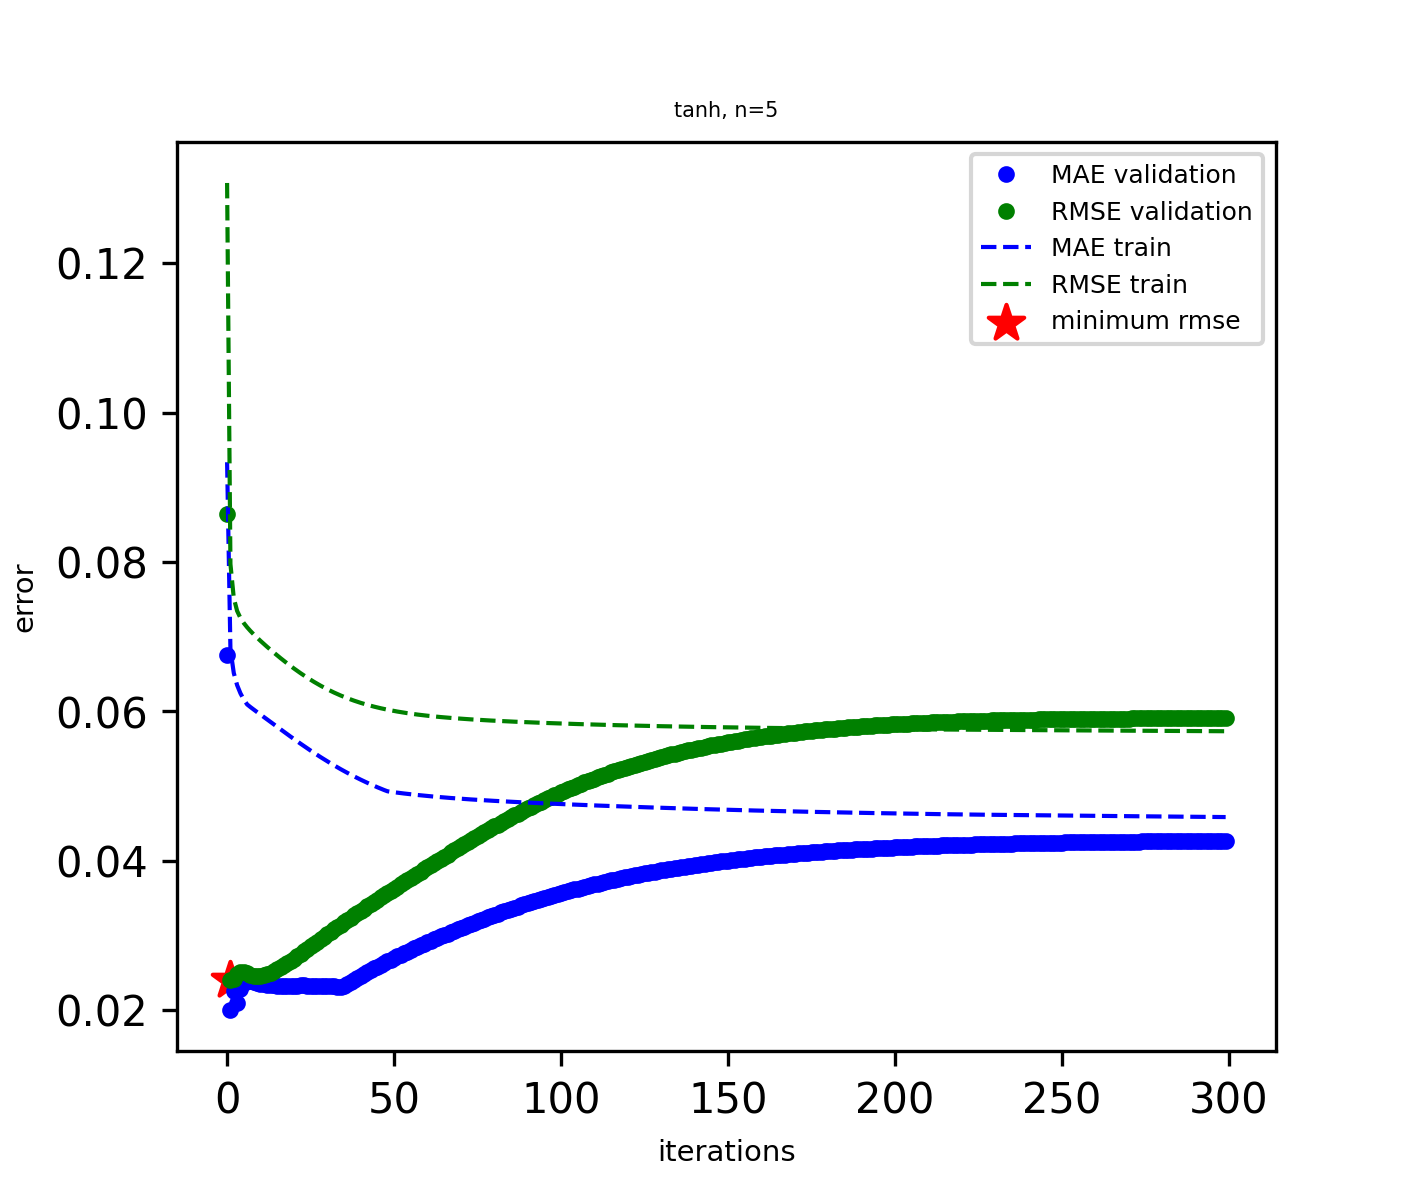 tanh, n=5
MAE validation
RMSE validation
MAE train
RMSE train
minimum rmse
error
0.12
0.10
0.08
0.06
0.04
0.02
0 50 100 150 200 250 300
iterations